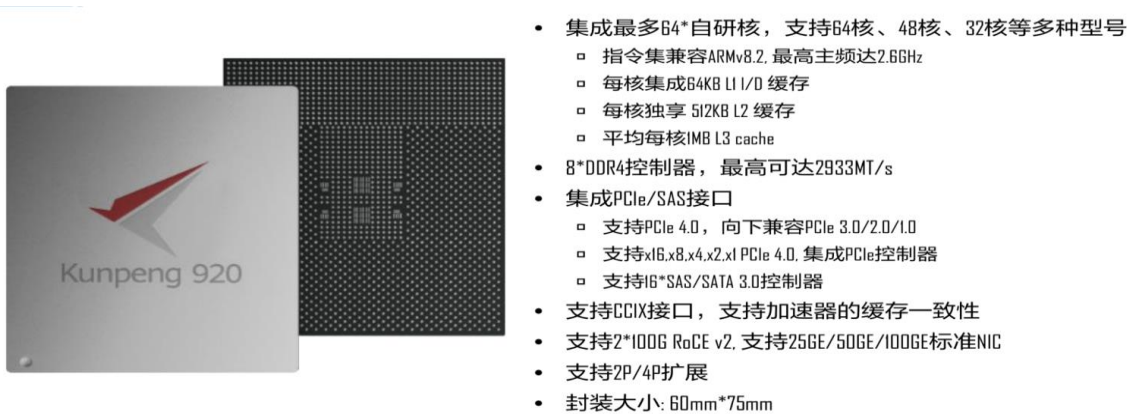 Kunpeng 920
• 集成最多64*自研核，支持64核、48核、32核等多种型号
▫ 指令集兼容ARMv8.2, 最高主频达2.6GHz
▫ 每核集成64KB L1 I/D 缓存
▫ 每核独享 512KB L2 缓存
▫ 平均每核1MB L3 cache
• 8*DDR4控制器，最高可达2933MT/s
• 集成PCIe/SAS接口
▫ 支持PCIe 4.0，向下兼容PCIe 3.0/2.0/1.0
▫ 支持x16,x8,x4,x2,x1 PCIe 4.0, 集成PCIe控制器
▫ 支持16*SAS/SATA 3.0控制器
• 支持CCIX接口，支持加速器的缓存一致性
• 支持2*100G RoCE v2, 支持25GE/50GE/100GE标准NIC
• 支持2P/4P扩展
• 封装大小: 60mm*75mm